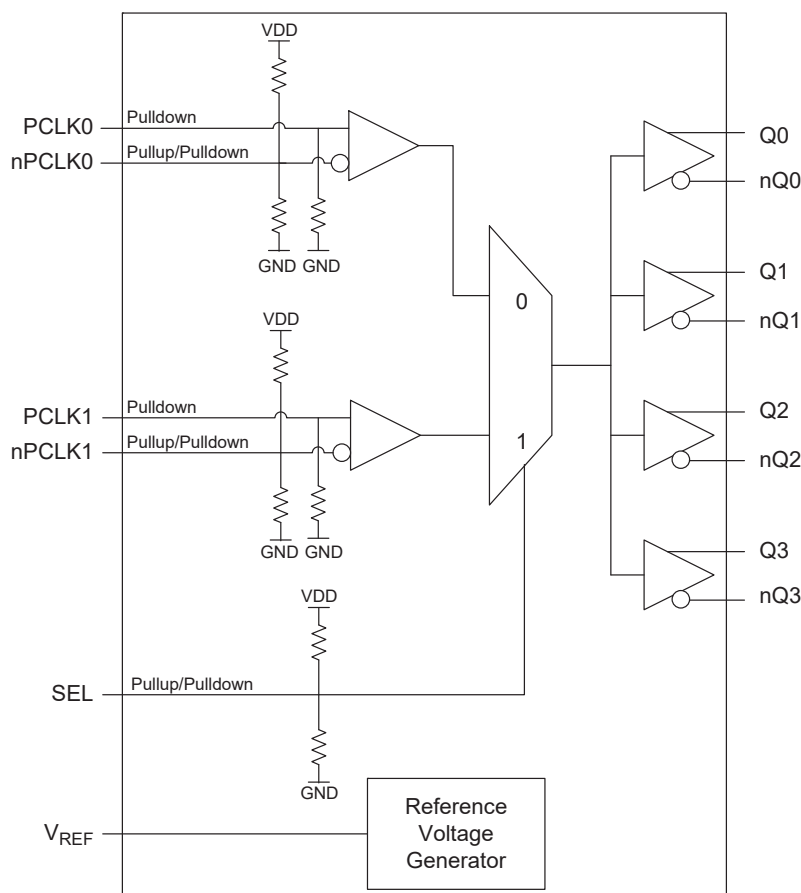 VDD
PCLK0
Pulldown
nPCLK0
Pullup/Pulldown
GND
GND
VDD
PCLK1
Pulldown
nPCLK1
Pullup/Pulldown
GND
GND
0
1
Q0
nQ0
Q1
nQ1
Q2
nQ2
Q3
nQ3
VDD
SEL
Pullup/Pulldown
GND
VREF
Reference
Voltage
Generator